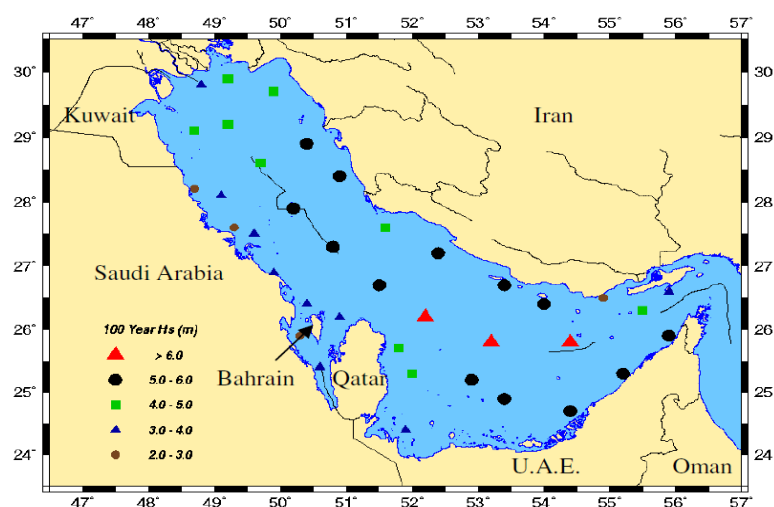 47° 48° 49° 50° 51° 52° 53° 54° 55° 56° 57°
30° 30°
Kuwait Iran
29° 29°
28° 28°
27° 27°
Saudi Arabia
26° 26°
100 Year Hs (m)
> 6.0
Bahrain Qatar
5.0 - 6.0
25° 25°
4.0 - 5.0
3.0 - 4.0
24° 24°
2.0 - 3.0
U.A.E. Oman
47° 48° 49° 50° 51° 52° 53° 54° 55° 56° 57°